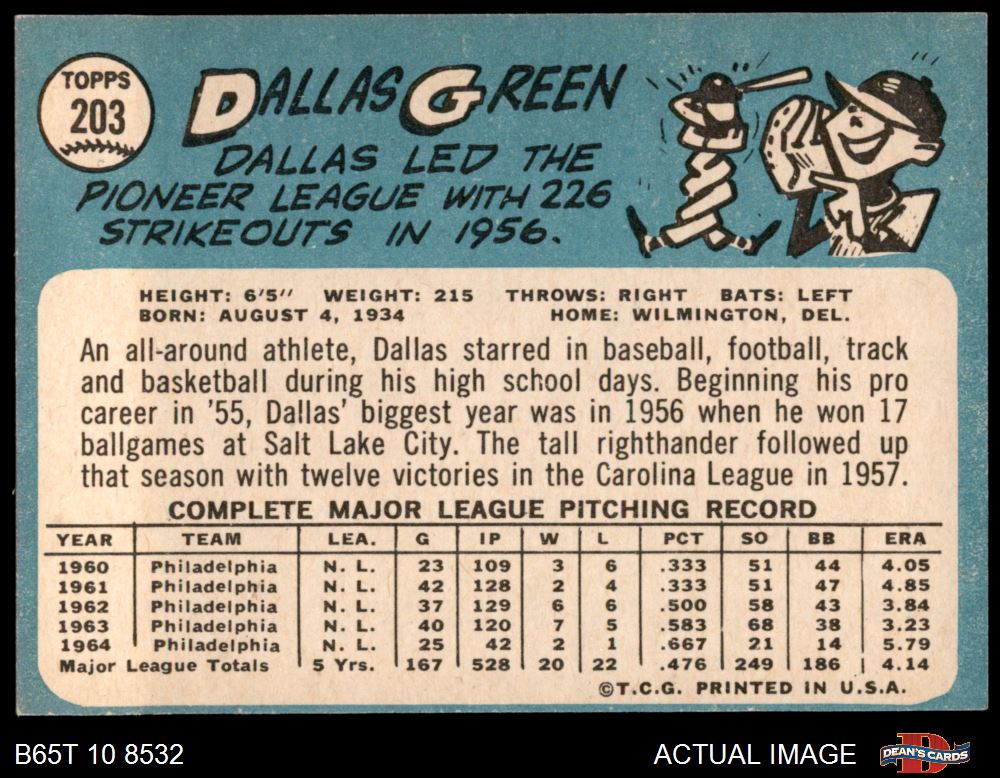 TOPPS
203
DALLAS GREEN
DALLAS LED THE
PIONEER LEAGUE WITH 226
STRIKEOUTS IN 1956.
HEIGHT: 6'5" WEIGHT: 215 THROWS: RIGHT BATS: LEFT
BORN: AUGUST 4, 1934 HOME: WILMINGTON, DEL.
An all-around athlete, Dallas starred in baseball, football, track
and basketball during his high school days. Beginning his pro
career in '55, Dallas' biggest year was in 1956 when he won 17
ballgames at Salt Lake City. The tall righthander followed up
that season with twelve victories in the Carolina League in 1957.
COMPLETE MAJOR LEAGUE PITCHING RECORD
YEAR TEAM LEA. G IP W L PCT SO BB ERA
1960 Philadelphia N. L. 23 109 3 6 .333 51 44 4.05
1961 Philadelphia N. L. 42 128 2 4 .333 51 47 4.85
1962 Philadelphia N. L. 37 129 6 6 .500 58 43 3.84
1963 Philadelphia N. L. 40 120 7 5 .583 68 38 3.23
1964 Philadelphia N. L. 25 42 2 1 .667 21 14 5.79
Major League Totals 5 Yrs. 167 528 20 22 .476 249 186 4.14
©T.C.G. PRINTED IN U.S.A.
B65T 10 8532 ACTUAL IMAGE DEAN'S CARDS